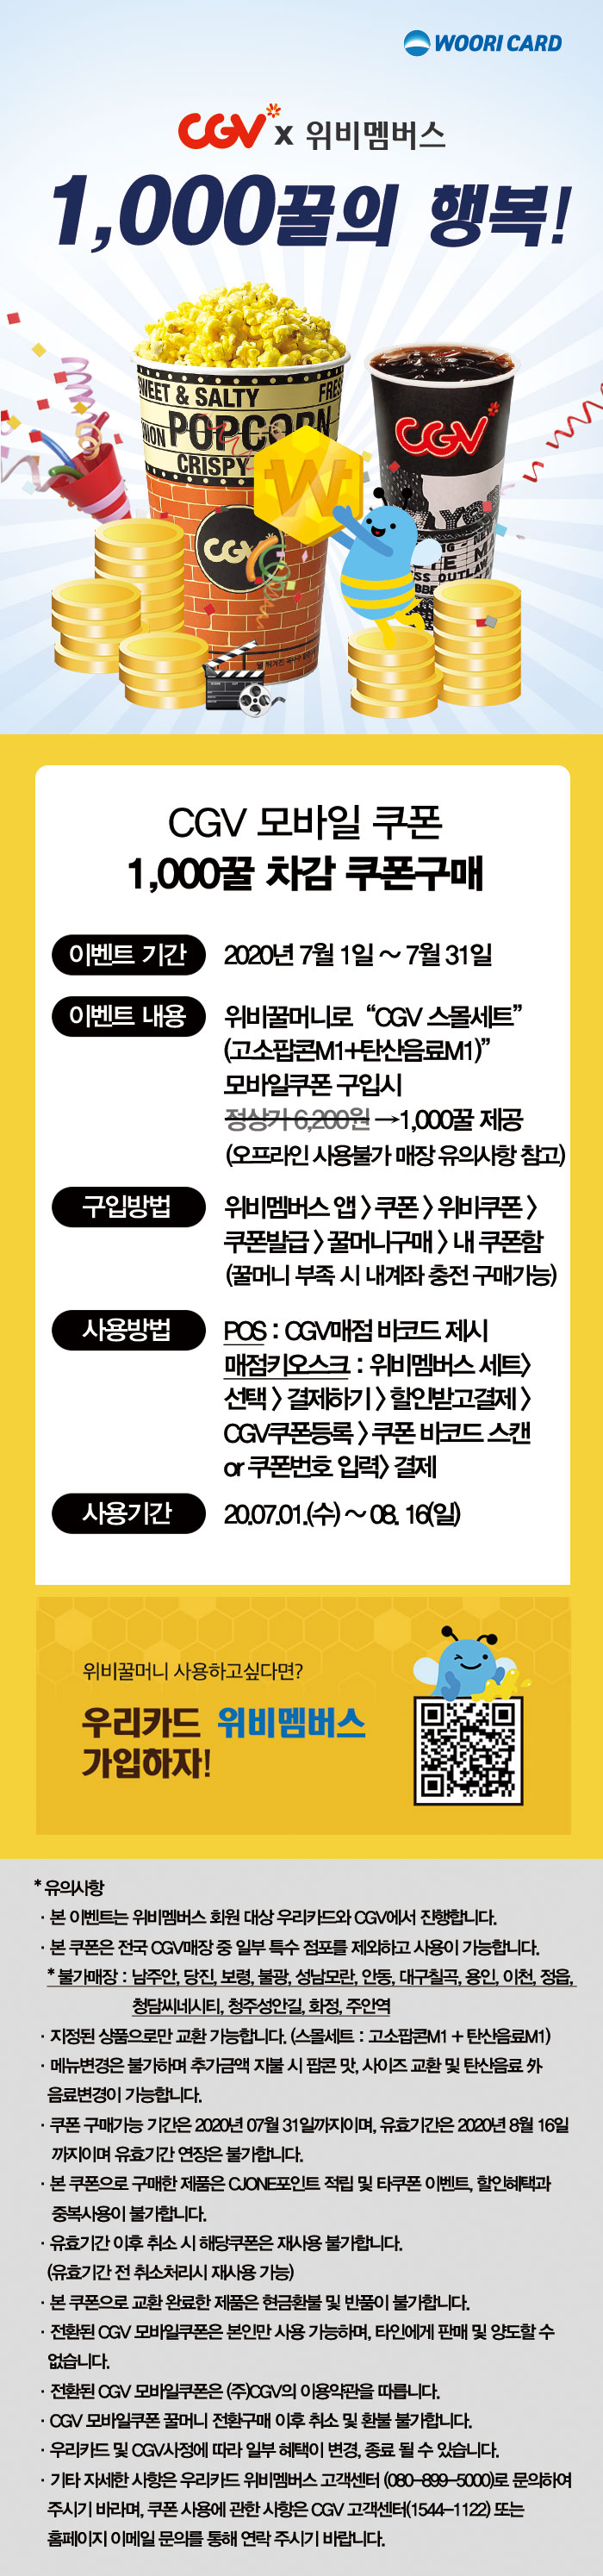 WOORI CARD
CGV x 위비멤버스
1,000꿀의 행복!
SWEET & SALTY
FRES
POPCORN
CRISPY
CGV
CGV
CGV 모바일 쿠폰
1,000꿀 차감 쿠폰구매
이벤트 기간 2020년 7월 1일 ~ 7월 31일
이벤트 내용 위비꿀머니로 “CGV 스몰세트”
(고소팝콘M1+탄산음료M1)”
모바일쿠폰 구입시
정상가 6,200원 →1,000꿀 제공
(오프라인 사용불가 매장 유의사항 참고)
구입방법 위비멤버스 앱 > 쿠폰 > 위비쿠폰 >
쿠폰발급 > 꿀머니구매 > 내 쿠폰함
(꿀머니 부족 시 내계좌 충전 구매가능)
사용방법 POS : CGV매점 바코드 제시
매점키오스크 : 위비멤버스 세트>
선택 > 결제하기 > 할인받고결제 >
CGV쿠폰등록 > 쿠폰 바코드 스캔
or 쿠폰번호 입력> 결제
사용기간 20.07.01.(수) ~ 08. 16(일)
위비꿀머니 사용하고싶다면?
우리카드 위비멤버스
가입하자!
* 유의사항
· 본 이벤트는 위비멤버스 회원 대상 우리카드와 CGV에서 진행합니다.
· 본 쿠폰은 전국 CGV매장 중 일부 특수 점포를 제외하고 사용이 가능합니다.
* 불가매장 : 남주안, 당진, 보령, 불광, 성남모란, 안동, 대구칠곡, 용인, 이천, 정읍,
청담씨네시티, 청주성안길, 화정, 주안역
· 지정된 상품으로만 교환 가능합니다. (스몰세트 : 고소팝콘M1 + 탄산음료M1)
· 메뉴변경은 불가하며 추가금액 지불 시 팝콘 맛, 사이즈 교환 및 탄산음료 外
음료변경이 가능합니다.
· 쿠폰 구매가능 기간은 2020년 07월 31일까지이며, 유효기간은 2020년 8월 16일
까지이며 유효기간 연장은 불가합니다.
· 본 쿠폰으로 구매한 제품은 CJONE포인트 적립 및 타쿠폰 이벤트, 할인혜택과
중복사용이 불가합니다.
· 유효기간 이후 취소 시 해당쿠폰은 재사용 불가합니다.
(유효기간 전 취소처리시 재사용 가능)
· 본 쿠폰으로 교환 완료한 제품은 현금환불 및 반품이 불가합니다.
· 전환된 CGV 모바일쿠폰은 본인만 사용 가능하며, 타인에게 판매 및 양도할 수
없습니다.
· 전환된 CGV 모바일쿠폰은 (주)CGV의 이용약관을 따릅니다.
· CGV 모바일쿠폰 꿀머니 전환구매 이후 취소 및 환불 불가합니다.
· 우리카드 및 CGV사정에 따라 일부 혜택이 변경, 종료 될 수 있습니다.
· 기타 자세한 사항은 우리카드 위비멤버스 고객센터 (080-899-5000)로 문의하여
주시기 바라며, 쿠폰 사용에 관한 사항은 CGV 고객센터(1544-1122) 또는
홈페이지 이메일 문의를 통해 연락 주시기 바랍니다.